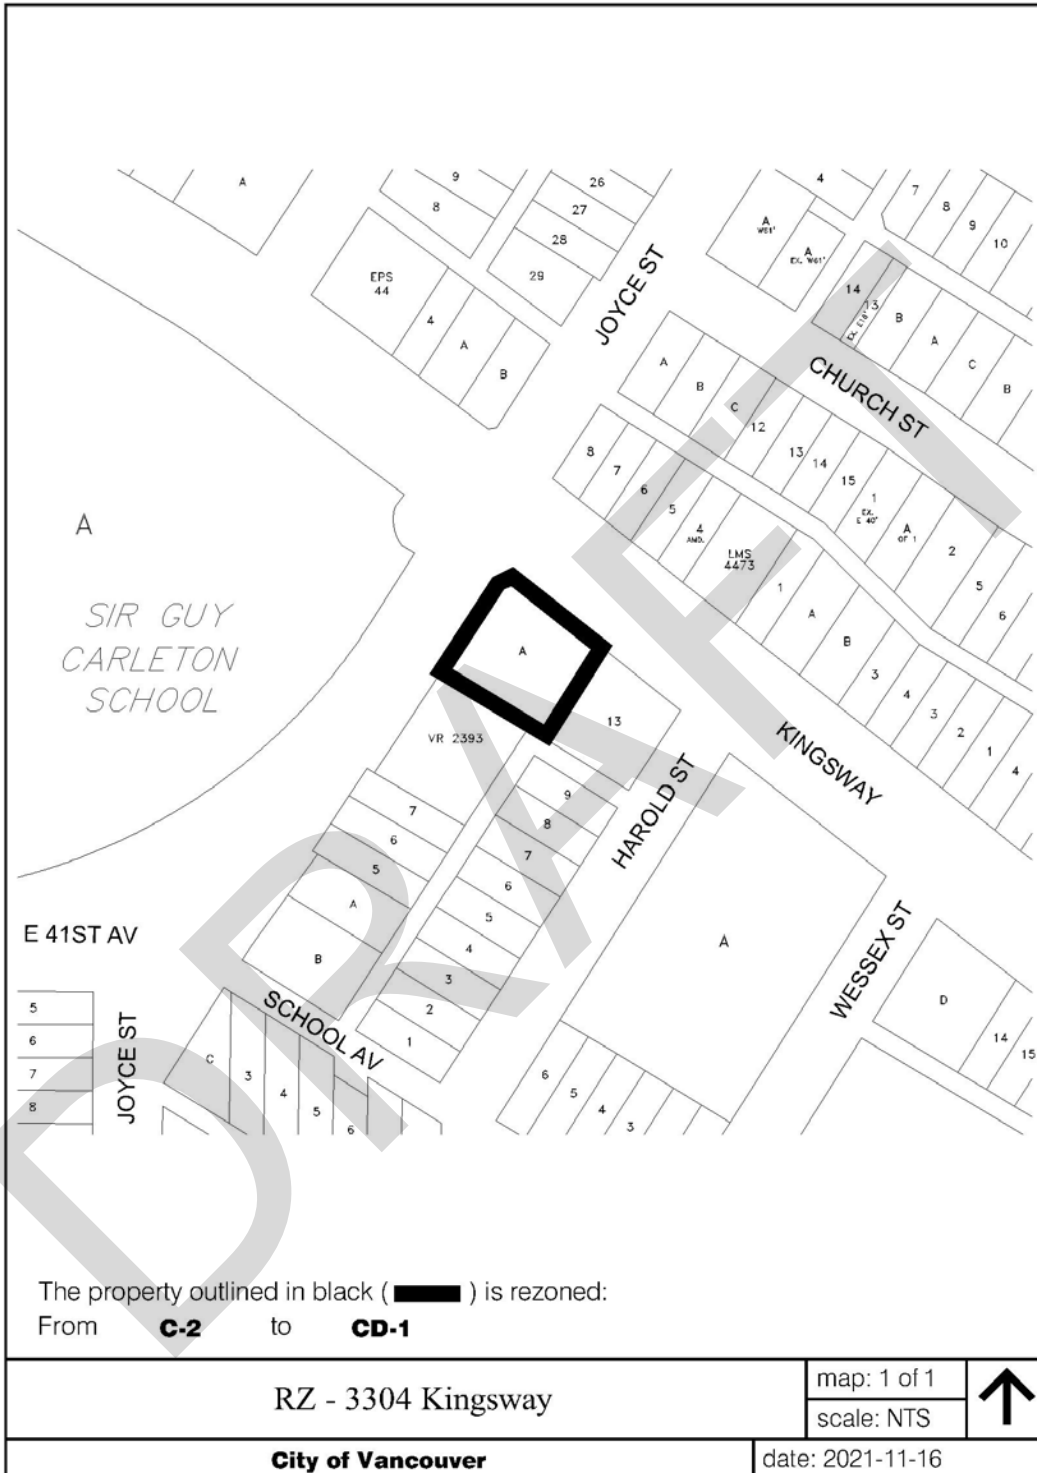 A
9
8
26
27
28
29
4
7
8
9
10
A
W61'
A
EX. W61'
EPS
44
4
A
B
JOYCE ST
14
13
EX. E18'
B
A
C
B
CHURCH ST
A
B
C
12
13
14
15
1
EX.
E 40'
A
OF 1
2
5
6
8
7
6
5
4
AMD.
LMS
4473
1
A
B
3
4
3
2
1
4
A
SIR GUY
CARLETON
SCHOOL
A
13
VR 2393
KINGSWAY
HAROLD ST
7
6
5
A
B
9
8
7
6
5
4
3
2
1
A
WESSEX ST
D
14
15
E 41ST AV
SCHOOL AV
JOYCE ST
5
6
7
8
C
3
4
5
6
6
5
4
3
DRAFT
The property outlined in black ( ) is rezoned:
From C-2 to CD-1
RZ - 3304 Kingsway
map: 1 of 1
scale: NTS
City of Vancouver
date: 2021-11-16